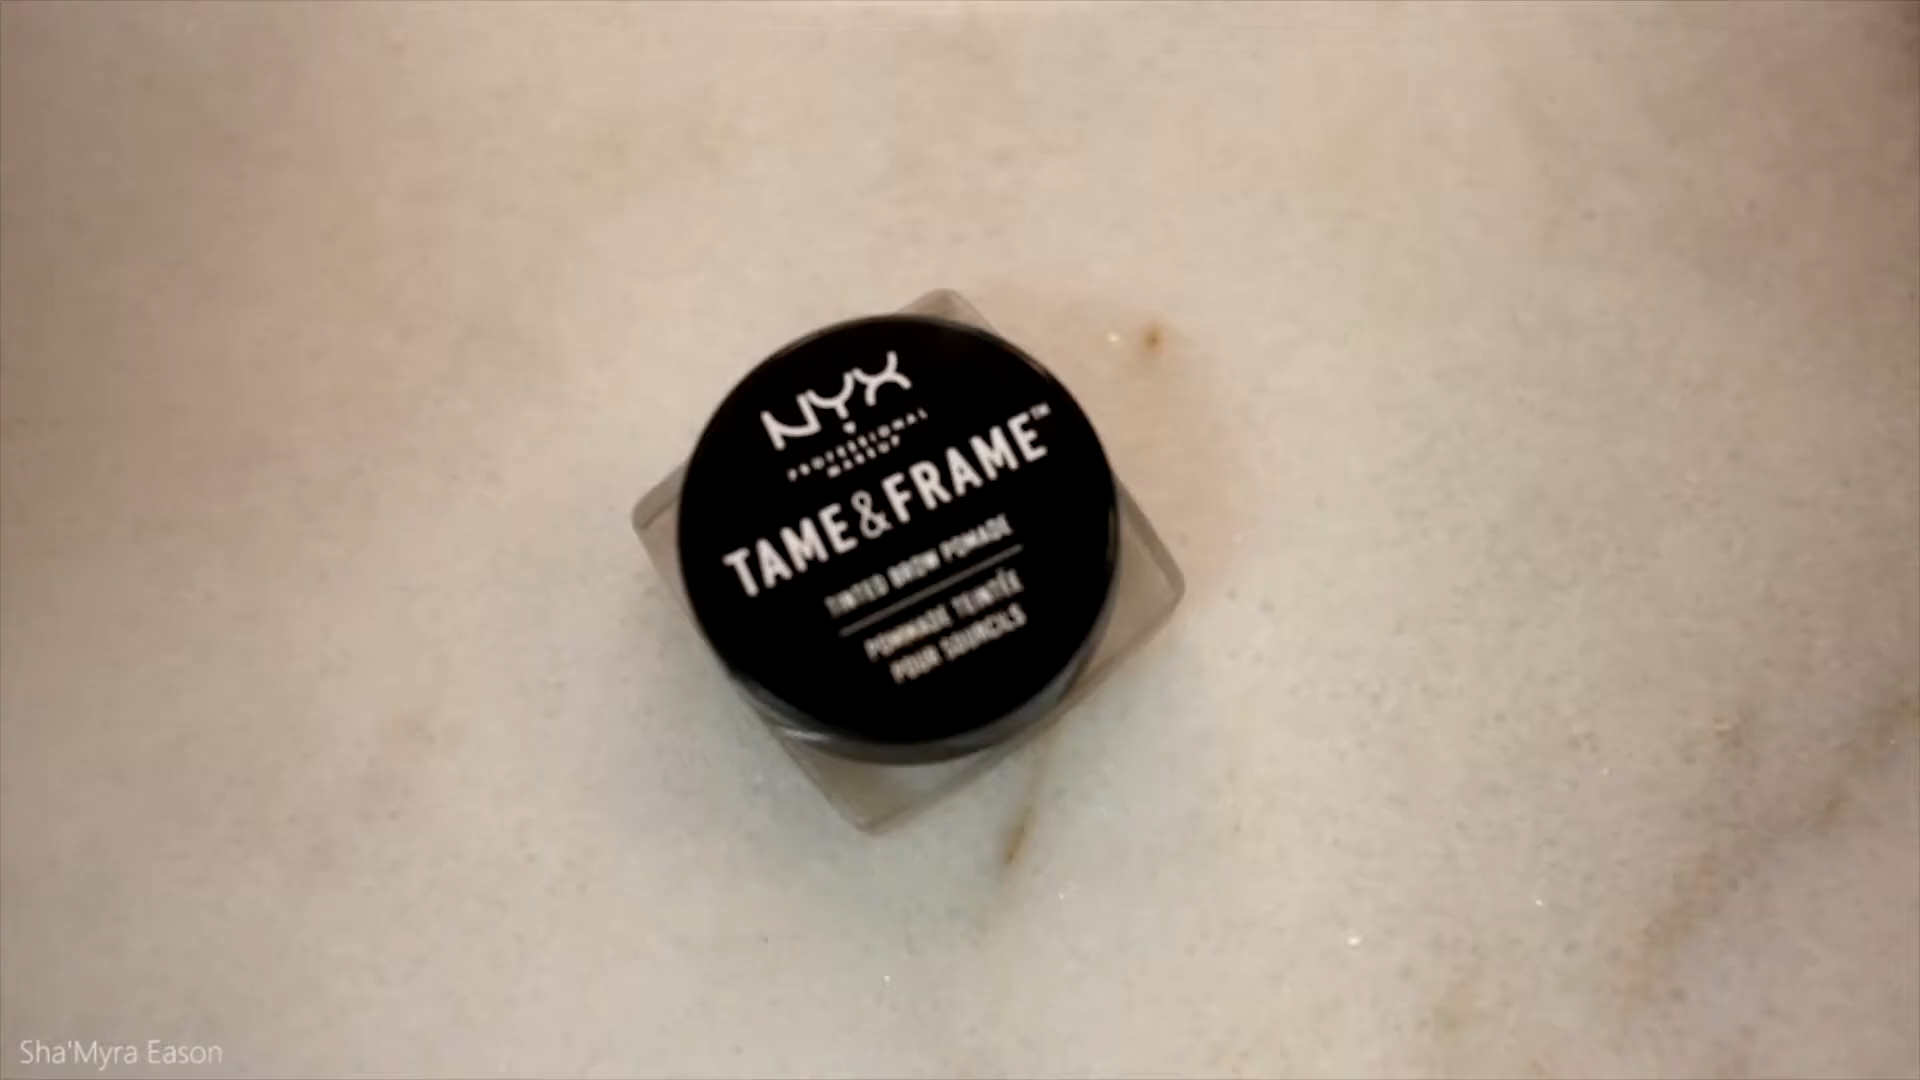 NYX
PROFESSIONAL
MAKEUP
TAME&FRAME™
TINTED BROW POMADE
POMMADE TEINTÉE
POUR SOURCILS
Sha'Myra Eason